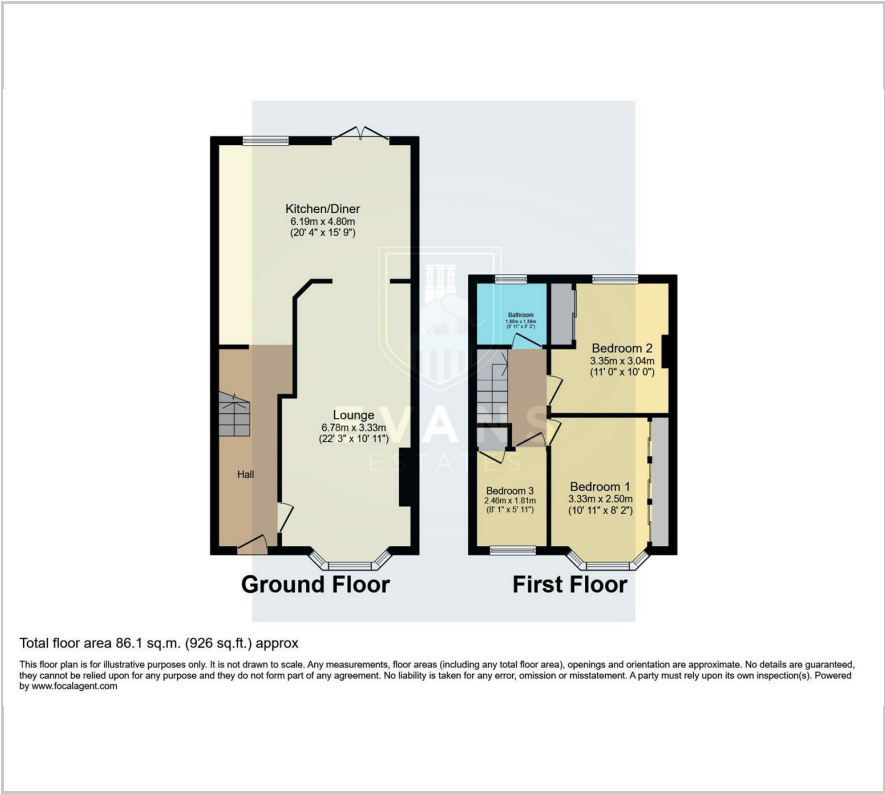 Kitchen/Diner
6.19m x 4.80m
(20' 4" x 15' 9")
Lounge
6.78m x 3.33m
(22' 3" x 10' 11")
Hall
Bathroom
(6' 11" x 5' 2")
Bedroom 2
3.35m x 3.04m
(11' 0" x 10' 0")
Bedroom 3
2.46m x 1.81m
(8' 1" x 5' 11")
Bedroom 1
3.33m x 2.50m
(10' 11" x 8' 2")
EVANS
ESTATES
Ground Floor
First Floor
Total floor area 86.1 sq.m. (926 sq.ft.) approx
This floor plan is for illustrative purposes only. It is not drawn to scale. Any measurements, floor areas (including any total floor area), openings and orientation are approximate. No details are guaranteed,
they cannot be relied upon for any purpose and they do not form part of any agreement. No liability is taken for any error, omission or misstatement. A party must rely upon its own inspection(s). Powered
by www.focalagent.com